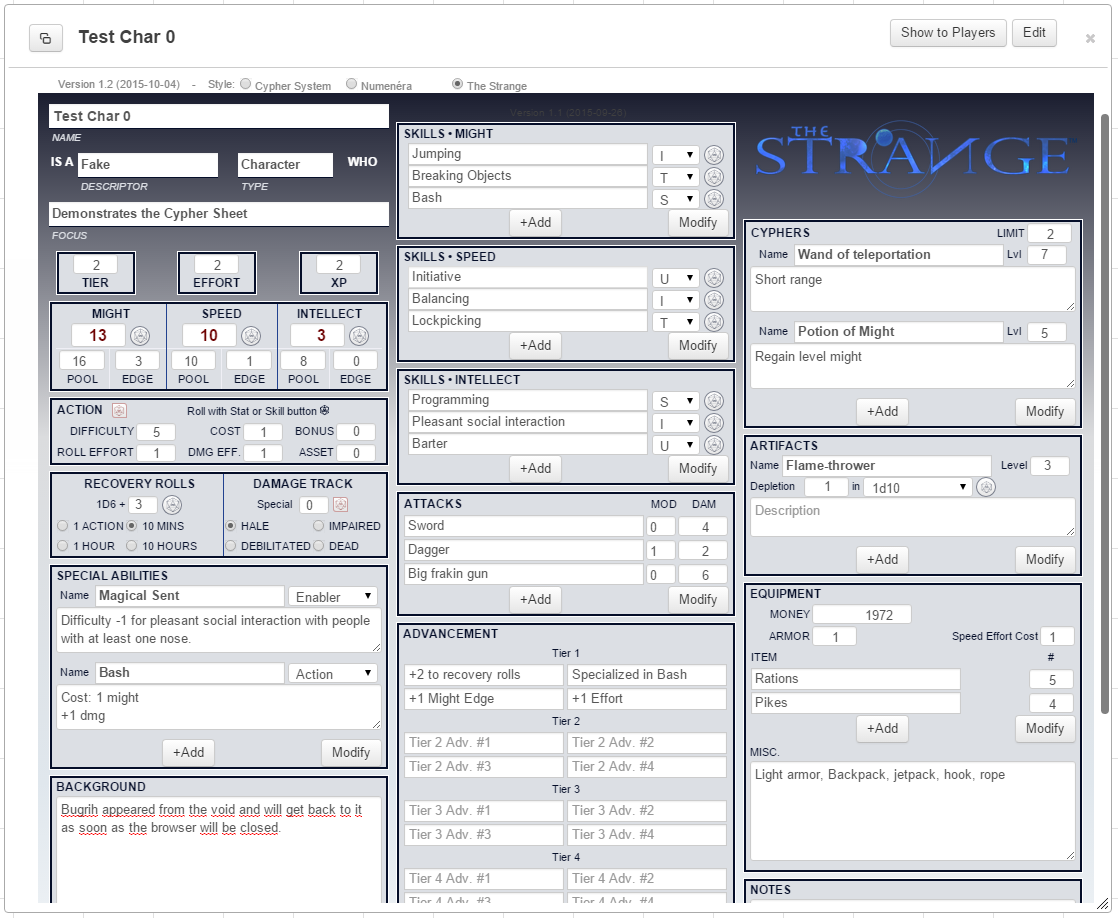 Test Char 0
Show to Players
Edit
Version 1.2 (2015-10-04) - Style: Cypher System Numenéra The Strange
Test Char 0
NAME
IS A Fake Character WHO
DESCRIPTOR TYPE
Demonstrates the Cypher Sheet
FOCUS
2 2 2
TIER EFFORT XP
MIGHT SPEED INTELLECT
13 10 3
16 3 10 1 8 0
POOL EDGE POOL EDGE POOL EDGE
ACTION Roll with Stat or Skill button
DIFFICULTY 5 COST 1 BONUS 0
ROLL EFFORT 1 DMG EFF. 1 ASSET 0
RECOVERY ROLLS DAMAGE TRACK
1D6 + 3 Special 0
1 ACTION 10 MINS HALE IMPAIRED
1 HOUR 10 HOURS DEBILITATED DEAD
SPECIAL ABILITIES
Name Magical Sent Enabler
Difficulty -1 for pleasant social interaction with people
with at least one nose.
Name Bash Action
Cost: 1 might
+1 dmg
+Add Modify
BACKGROUND
Bugrih appeared from the void and will get back to it
as soon as the browser will be closed.
Version 1.1 (2015-09-26)
SKILLS • MIGHT
Jumping I
Breaking Objects T
Bash S
+Add Modify
SKILLS • SPEED
Initiative U
Balancing I
Lockpicking T
+Add Modify
SKILLS • INTELLECT
Programming S
Pleasant social interaction I
Barter U
+Add Modify
ATTACKS MOD DAM
Sword 0 4
Dagger 1 2
Big frakin gun 0 6
+Add Modify
ADVANCEMENT
Tier 1
+2 to recovery rolls Specialized in Bash
+1 Might Edge +1 Effort
Tier 2
Tier 2 Adv. #1 Tier 2 Adv. #2
Tier 2 Adv. #3 Tier 2 Adv. #4
Tier 3
Tier 3 Adv. #1 Tier 3 Adv. #2
Tier 3 Adv. #3 Tier 3 Adv. #4
Tier 4
Tier 4 Adv. #1 Tier 4 Adv. #2
Tier 4 Adv. #3 Tier 4 Adv. #4
THE
STRANGE
CYPHERS LIMIT 2
Name Wand of teleportation Lvl 7
Short range
Name Potion of Might Lvl 5
Regain level might
+Add Modify
ARTIFACTS
Name Flame-thrower Level 3
Depletion 1 in 1d10
Description
+Add Modify
EQUIPMENT
MONEY 1972
ARMOR 1 Speed Effort Cost 1
ITEM #
Rations 5
Pikes 4
+Add Modify
MISC.
Light armor, Backpack, jetpack, hook, rope
NOTES